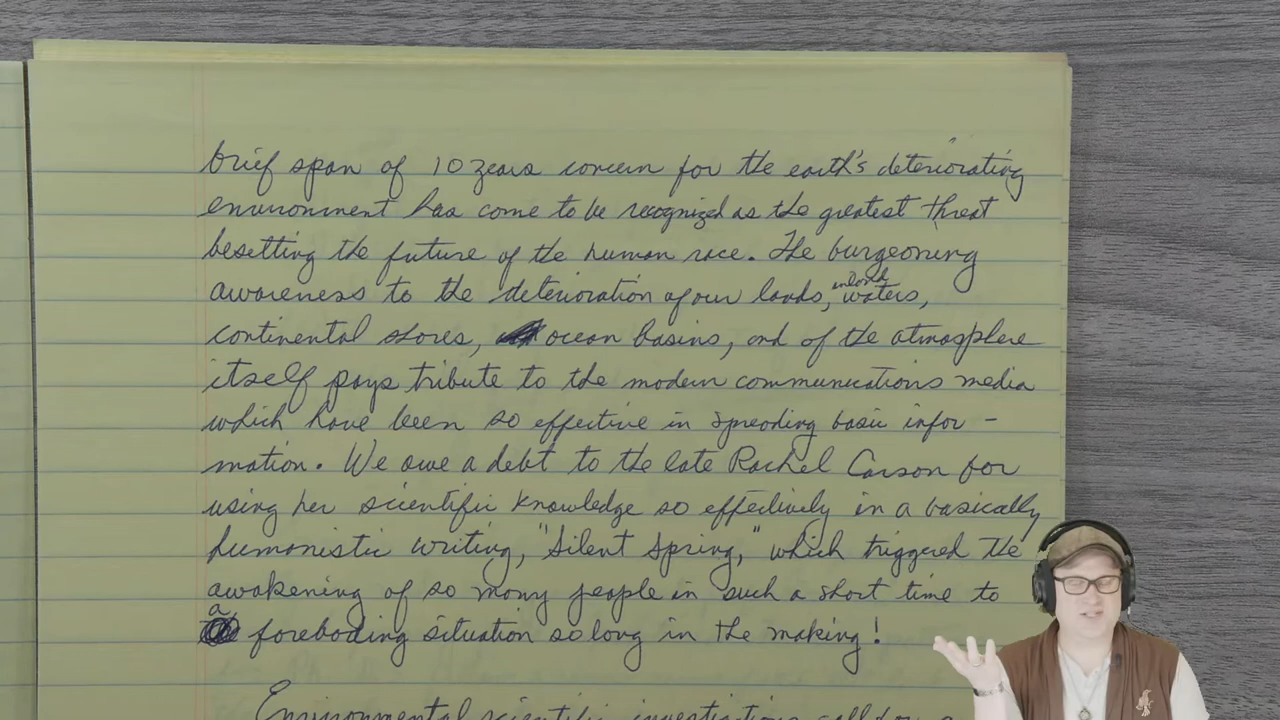 brief span of 10 years concern for the earth's deteriorating
environment has come to be recognized as the greatest threat
besetting the future of the human race. The burgeoning
awareness to the deterioration of our lands, inland waters,
continental shores, ocean basins, and of the atmosphere
itself pays tribute to the modern communications media
which have been so effective in spreading basic infor-
mation. We owe a debt to the late Rachel Carson for
using her scientific knowledge so effectively in a basically
humanistic writing, "Silent Spring," which triggered the
awakening of so many people in such a short time to
a foreboding situation so long in the making!
Environmental scientific investigations call for a